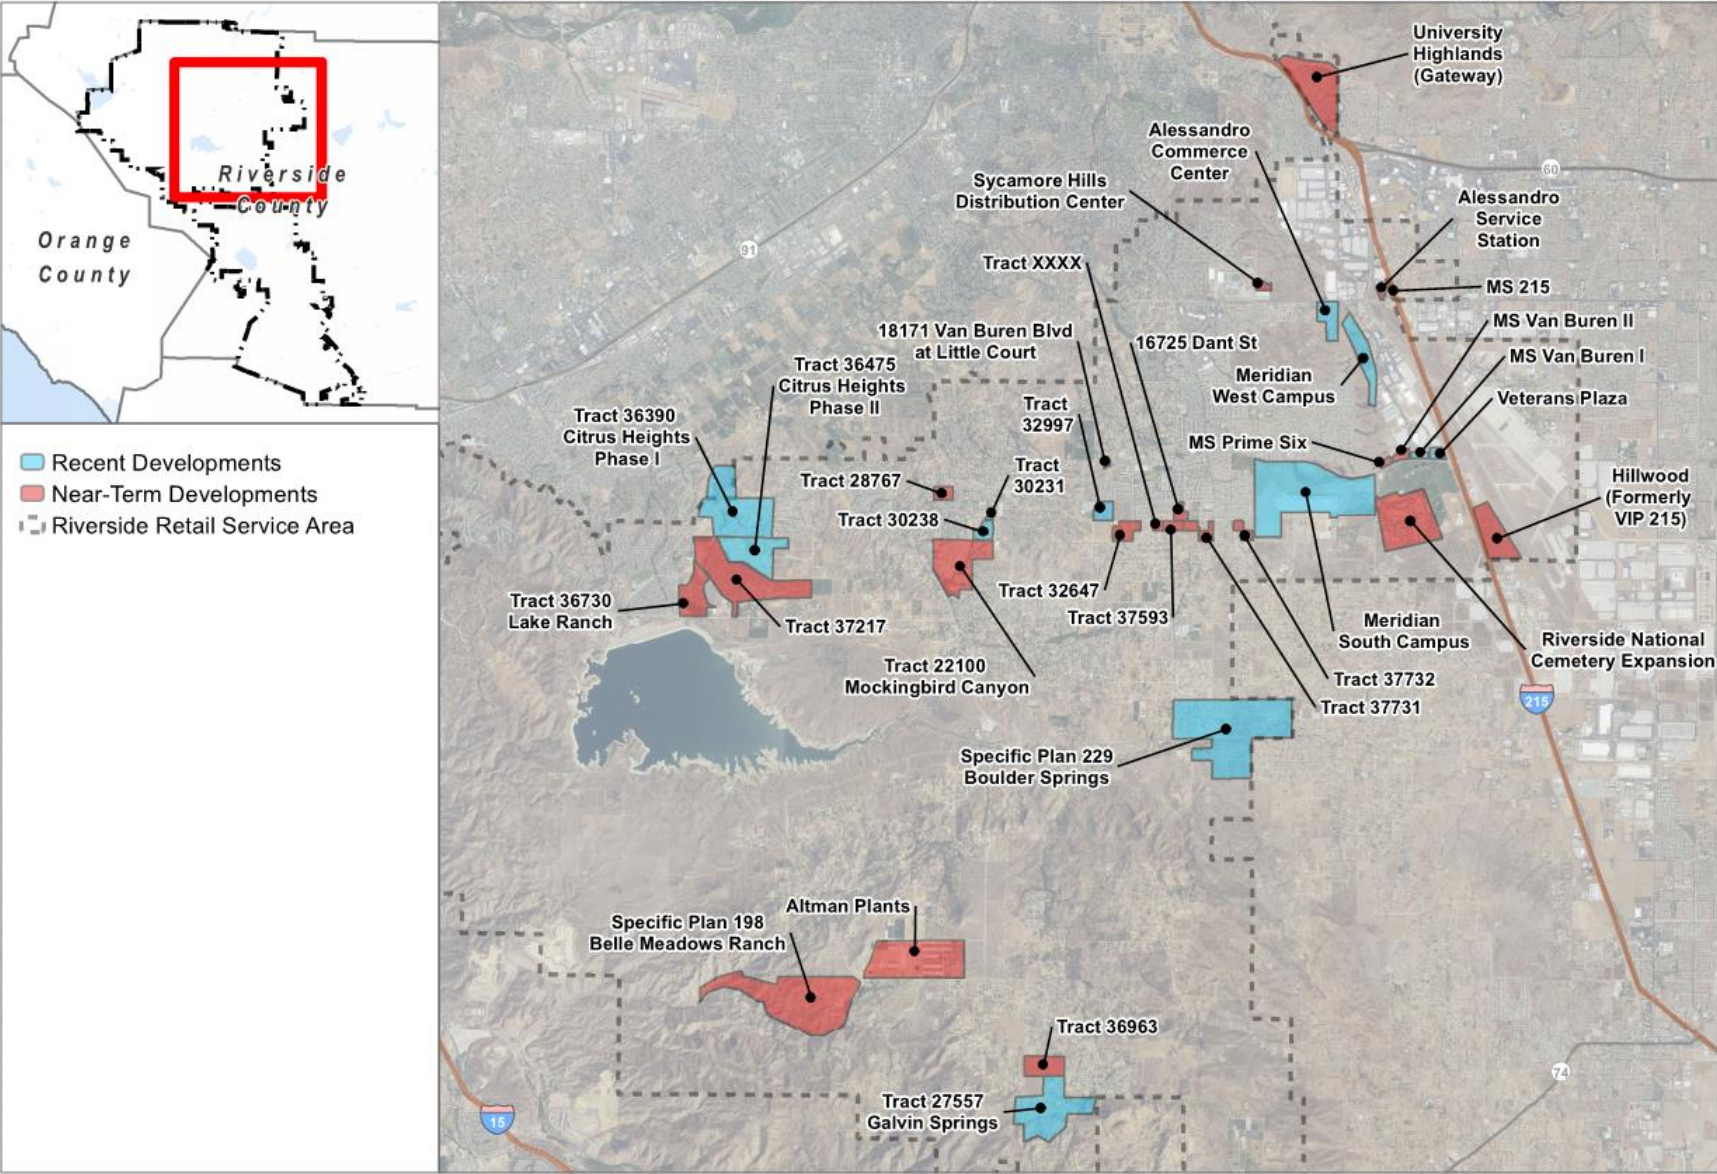 Riverside
County
Orange
County
Recent Developments
Near-Term Developments
Riverside Retail Service Area
University
Highlands
(Gateway)
Alessandro
Commerce
Center
60
Sycamore Hills
Distribution Center
Alessandro
Service
Station
91
Tract XXXX
MS 215
18171 Van Buren Blvd
at Little Court
16725 Dant St
MS Van Buren II
MS Van Buren I
Tract 36475
Citrus Heights
Phase II
Meridian
West Campus
Veterans Plaza
Tract 36390
Citrus Heights
Phase I
Tract
32997
MS Prime Six
Tract 28767
Tract
30231
Hillwood
(Formerly
VIP 215)
Tract 30238
Tract 32647
Tract 36730
Lake Ranch
Tract 37593
Tract 37217
Meridian
South Campus
Riverside National
Cemetery Expansion
Tract 22100
Mockingbird Canyon
Tract 37732
Tract 37731
215
Specific Plan 229
Boulder Springs
Altman Plants
Specific Plan 198
Belle Meadows Ranch
Tract 36963
74
Tract 27557
Galvin Springs
15